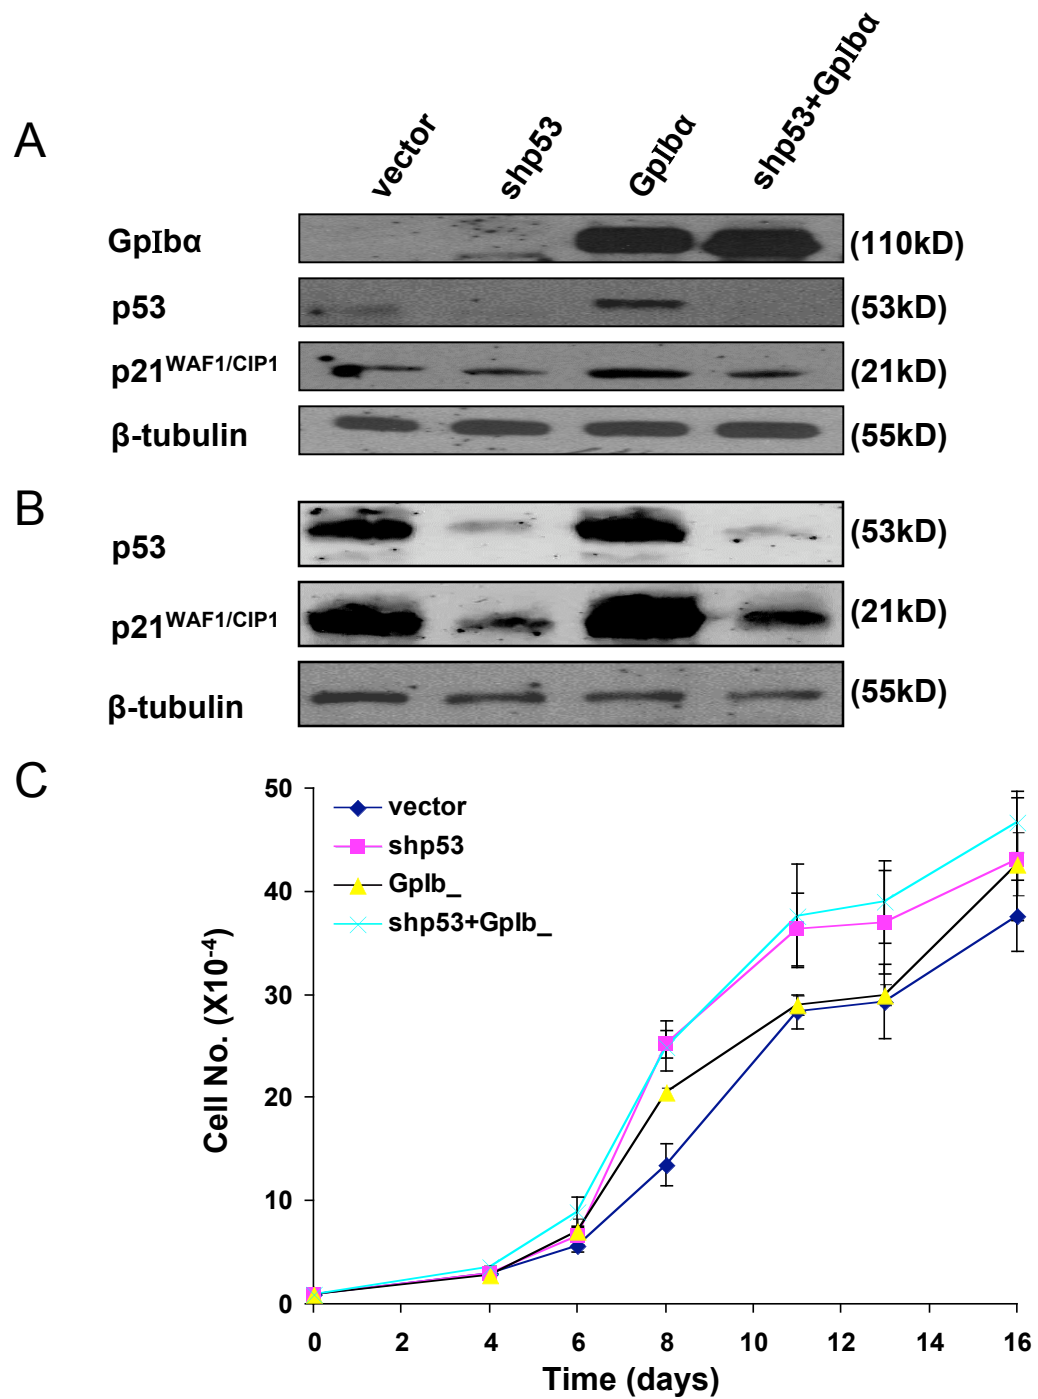 A
vector
shp53
GpIbα
shp53+GpIbα
GpIbα
(110kD)
p53
(53kD)
p21WAF1/CIP1
(21kD)
β-tubulin
(55kD)
B
p53
(53kD)
p21WAF1/CIP1
(21kD)
β-tubulin
(55kD)
C
Cell No. (X10-4)
50
40
30
20
10
0
vector
shp53
GpIb_
shp53+GpIb_
0 2 4 6 8 10 12 14 16
Time (days)